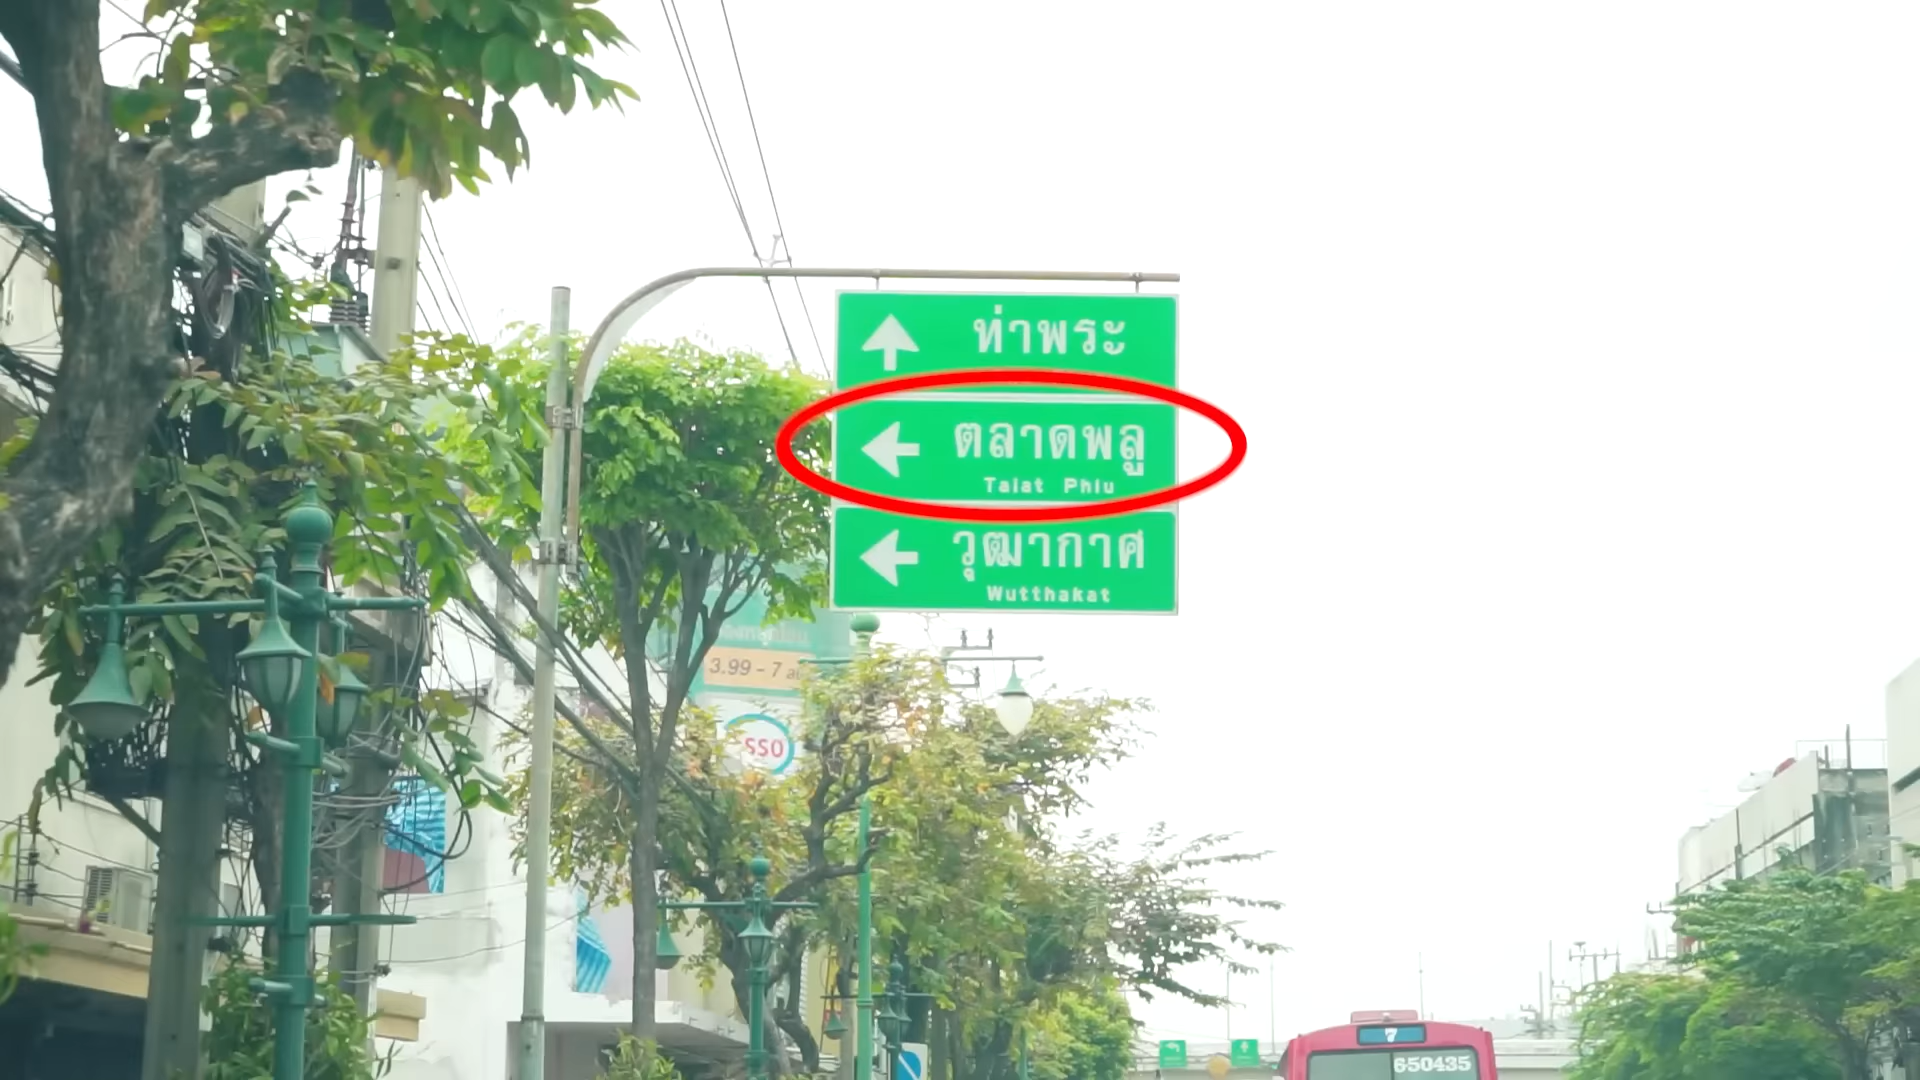 ท่าพระ
ตลาดพลู
Talat Phlu
วุฒากาศ
Wutthakat
3.99 - 7
SSO
7
650435